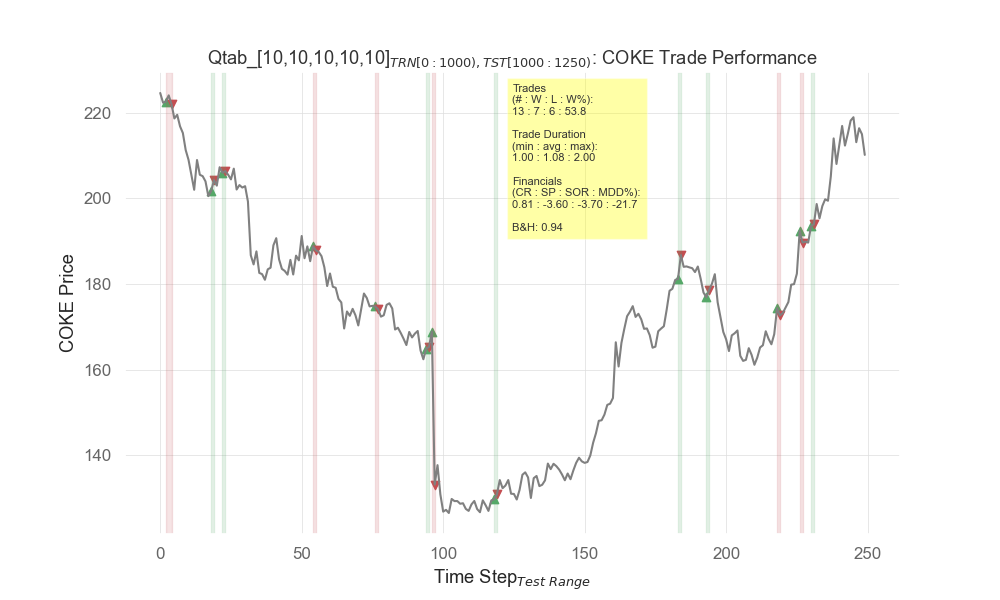 Qtab_[10,10,10,10,10]TRN[0:1000),TST[1000:1250): COKE Trade Performance
Trades
(# : W : L : W%):
13 : 7 : 6 : 53.8
Trade Duration
(min : avg : max):
1.00 : 1.08 : 2.00
Financials
(CR : SP : SOR : MDD%):
0.81 : -3.60 : -3.70 : -21.7
B&H: 0.94
COKE Price
220
200
180
160
140
0 50 100 150 200 250
Time StepTest Range